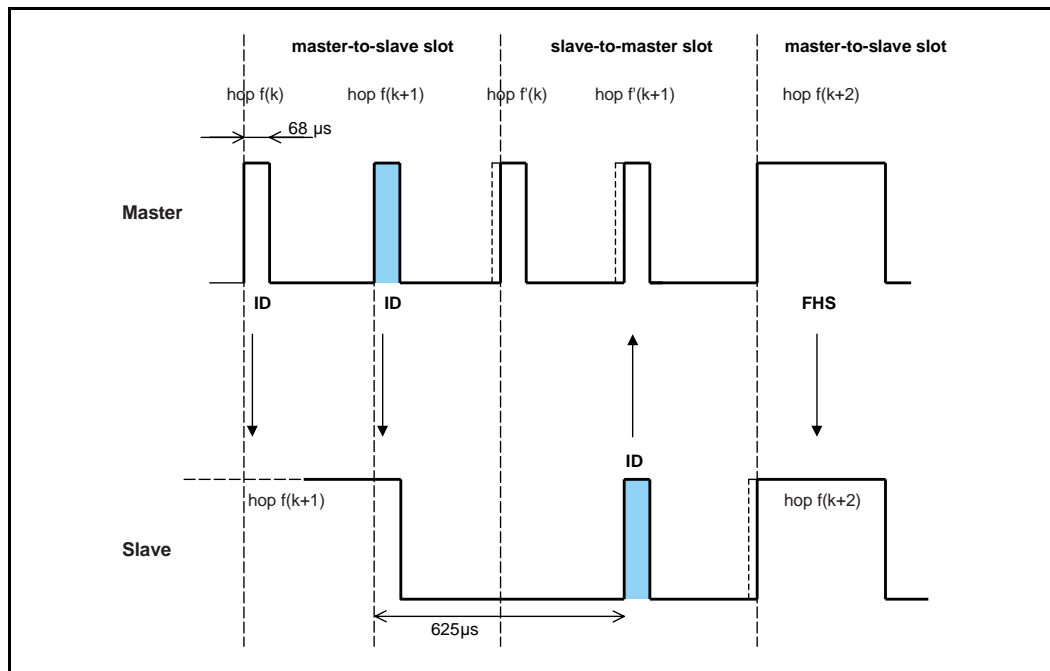 master-to-slave slot slave-to-master slot master-to-slave slot
hop f(k) hop f(k+1) hop f'(k) hop f'(k+1) hop f(k+2)
68 µs
Master
ID ID FHS
ID
hop f(k+1) hop f(k+2)
Slave
625µs